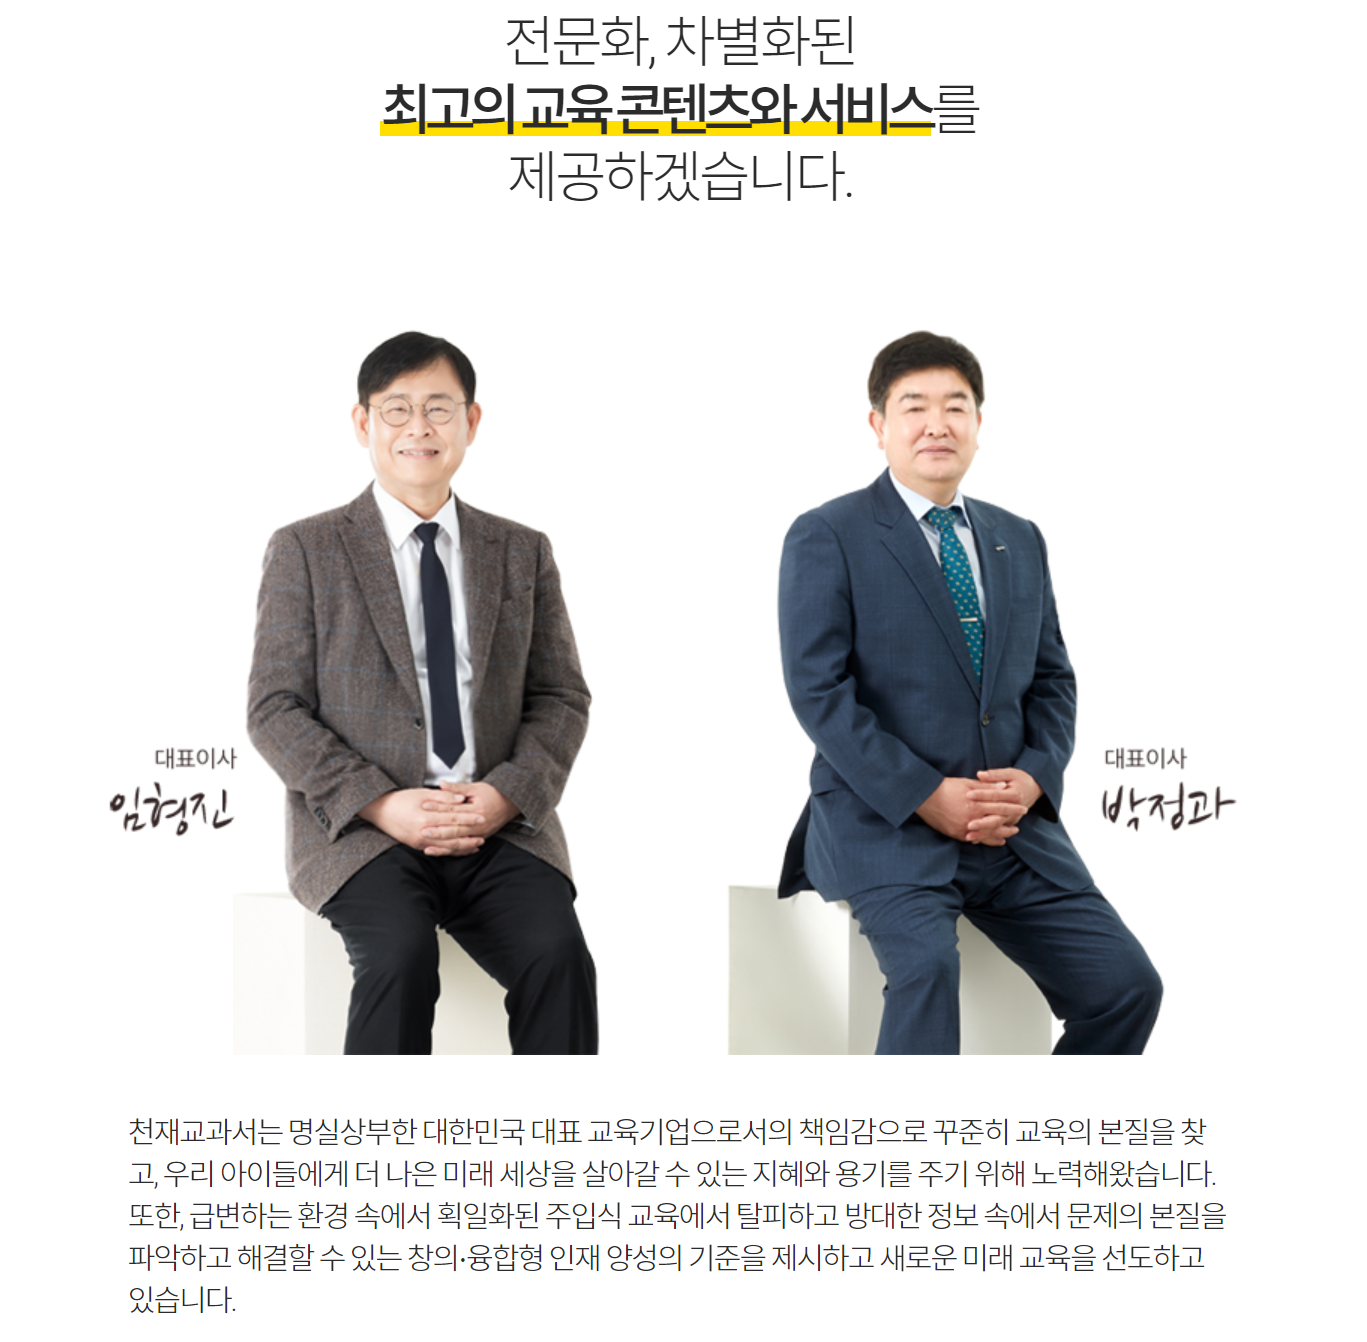 전문화, 차별화된
최고의 교육 콘텐츠와 서비스를
제공하겠습니다.
대표이사
임형진
대표이사
박정과
천재교과서는 명실상부한 대한민국 대표 교육기업으로서의 책임감으로 꾸준히 교육의 본질을 찾
고, 우리 아이들에게 더 나은 미래 세상을 살아갈 수 있는 지혜와 용기를 주기 위해 노력해왔습니다.
또한, 급변하는 환경 속에서 획일화된 주입식 교육에서 탈피하고 방대한 정보 속에서 문제의 본질을
파악하고 해결할 수 있는 창의·융합형 인재 양성의 기준을 제시하고 새로운 미래 교육을 선도하고
있습니다.